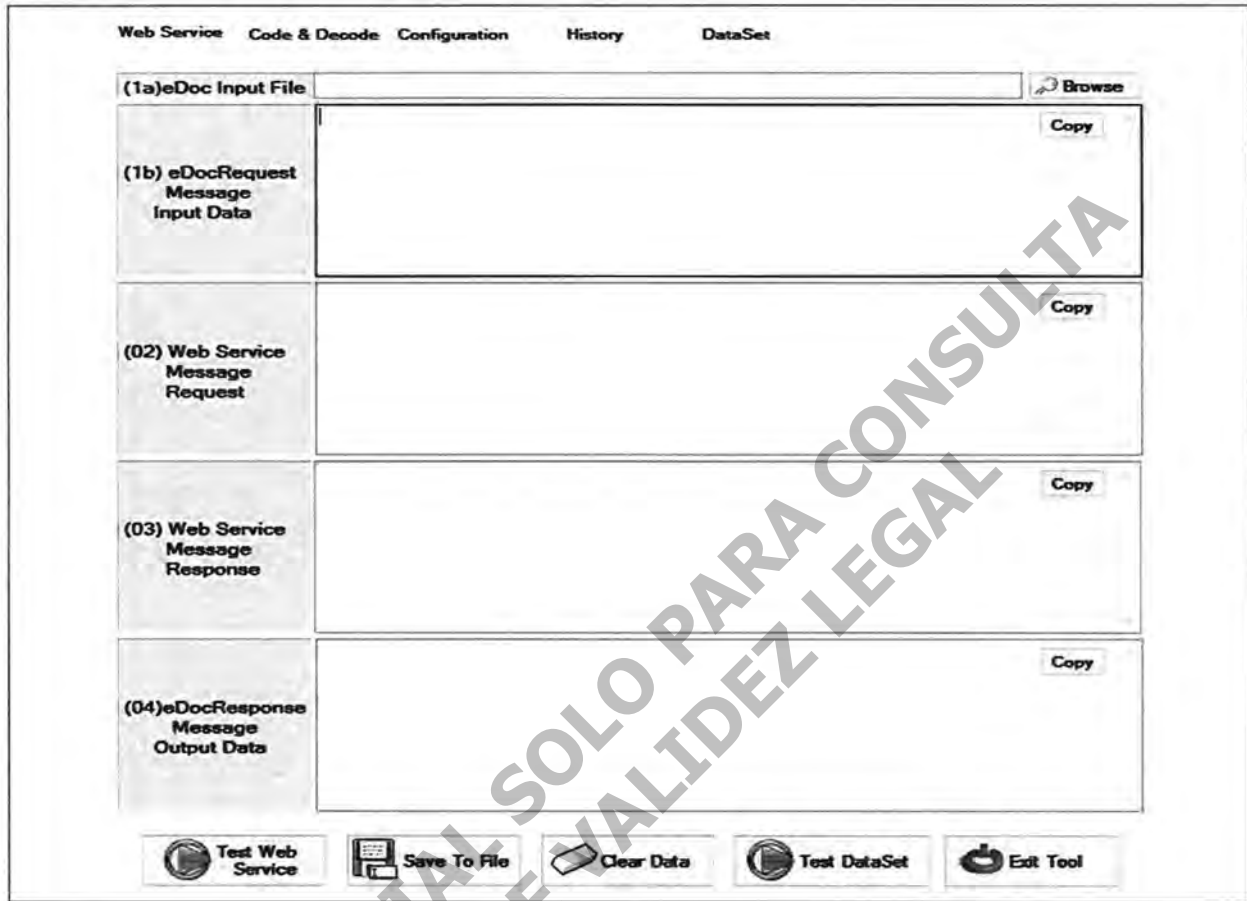 Web Service Code & Decode Configuration History DataSet
(1a)eDoc Input File Browse
Copy
(1b) eDocRequest
Message
Input Data
Copy
(02) Web Service
Message
Request
Copy
(03) Web Service
Message
Response
Copy
(04)eDocResponse
Message
Output Data
Test Web
Service
Save To File
Clear Data
Test DataSet
Exit Tool
SOLO PARA CONSULTA
VALIDEZ LEGAL